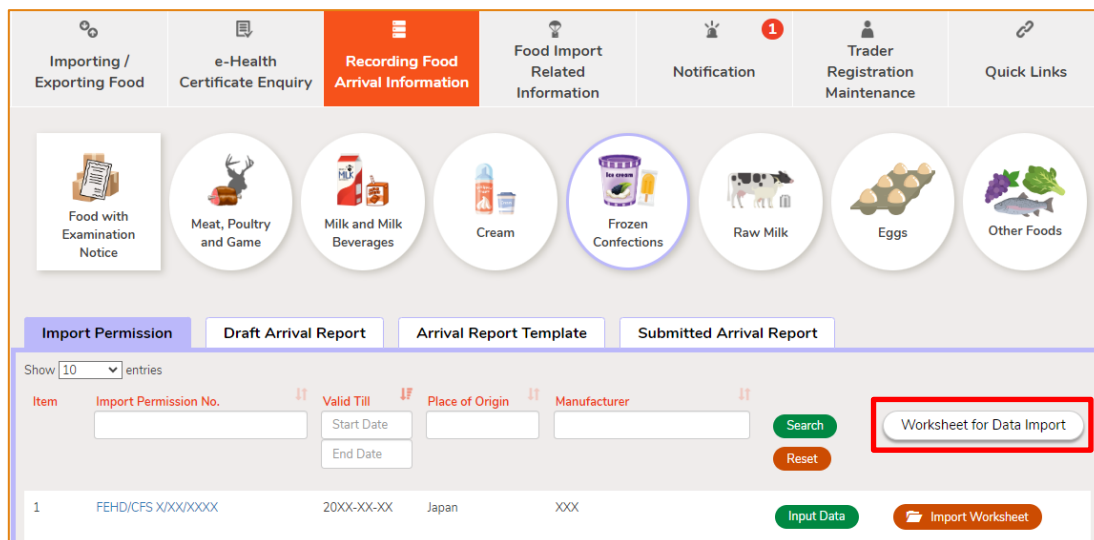 Importing /
Exporting Food
e-Health
Certificate Enquiry
Recording Food
Arrival Information
Food Import
Related
Information
1
Notification
Trader
Registration
Maintenance
Quick Links
Food with
Examination
Notice
Meat, Poultry
and Game
MILK
Milk and Milk
Beverages
Cream
Ice cream
Frozen
Confections
Raw Milk
Eggs
Other Foods
Import Permission
Draft Arrival Report
Arrival Report Template
Submitted Arrival Report
Show 10 entries
Item Import Permission No. Valid Till Place of Origin Manufacturer
Start Date
End Date
Search
Reset
Worksheet for Data Import
1 FEHD/CFS X/XX/XXXX 20XX-XX-XX Japan XXX Input Data Import Worksheet